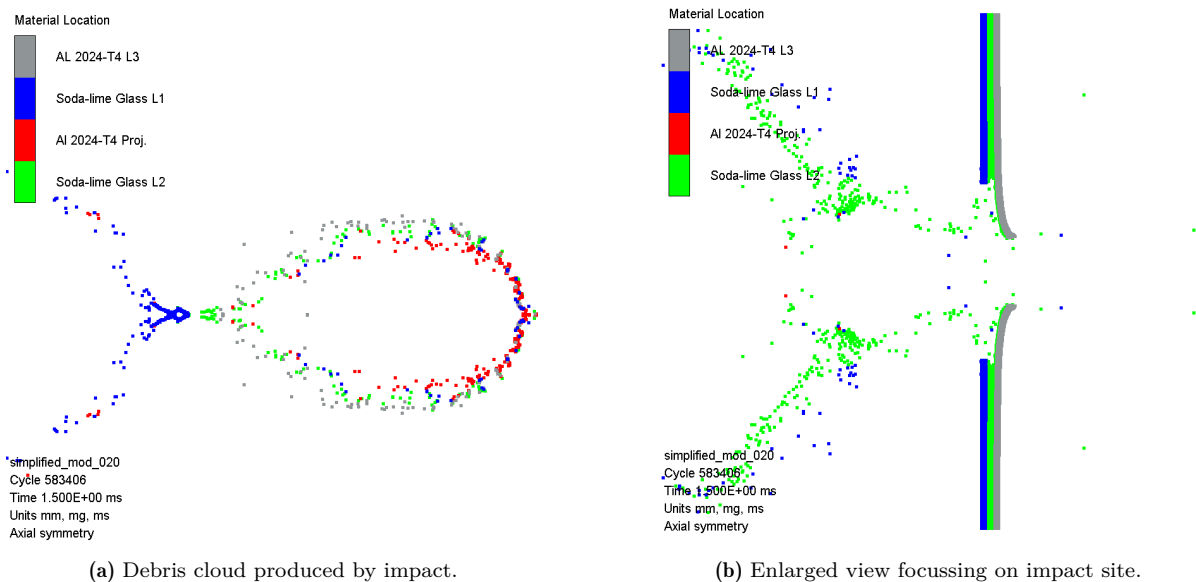 Material Location
AL 2024-T4 L3
Soda-lime Glass L1
Al 2024-T4 Proj.
Soda-lime Glass L2
simplified_mod_020
Cycle 583406
Time 1.500E+00 ms
Units mm, mg, ms
Axial symmetry
(a) Debris cloud produced by impact.
Material Location
AL 2024-T4 L3
Soda-lime Glass L1
Al 2024-T4 Proj.
Soda-lime Glass L2
simplified_mod_020
Cycle 583406
Time 1.500E+00 ms
Units mm, mg, ms
Axial symmetry
(b) Enlarged view focussing on impact site.